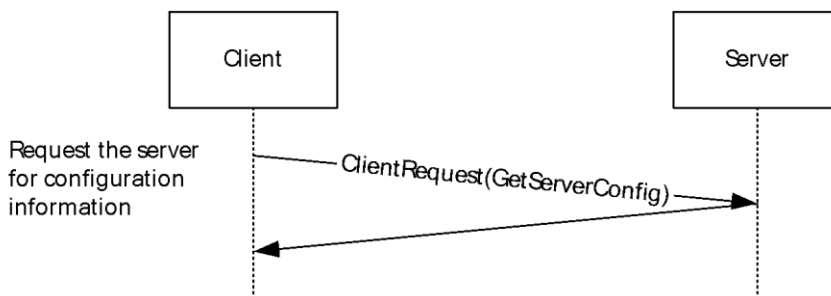 Client
Server
Request the server
for configuration
information
ClientRequest(GetServerConfig)